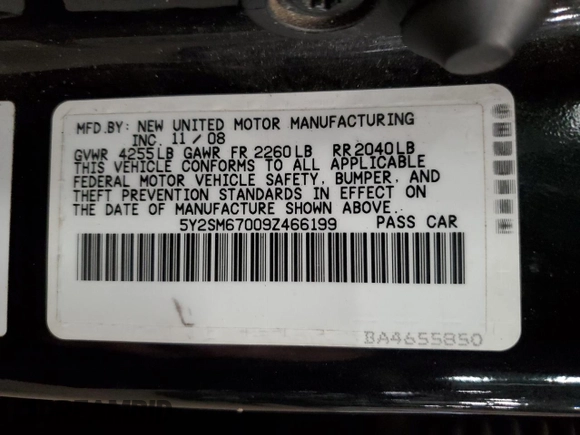 MFD.BY: NEW UNITED MOTOR MANUFACTURING
INC. 11 / 08
GVWR 4255LB GAWR FR 2260LB RR2040LB
THIS VEHICLE CONFORMS TO ALL APPLICABLE
FEDERAL MOTOR VEHICLE SAFETY, BUMPER, AND
THEFT PREVENTION STANDARDS IN EFFECT ON
THE DATE OF MANUFACTURE SHOWN ABOVE..
5Y2SM67009Z466199 PASS CAR
BA4655850